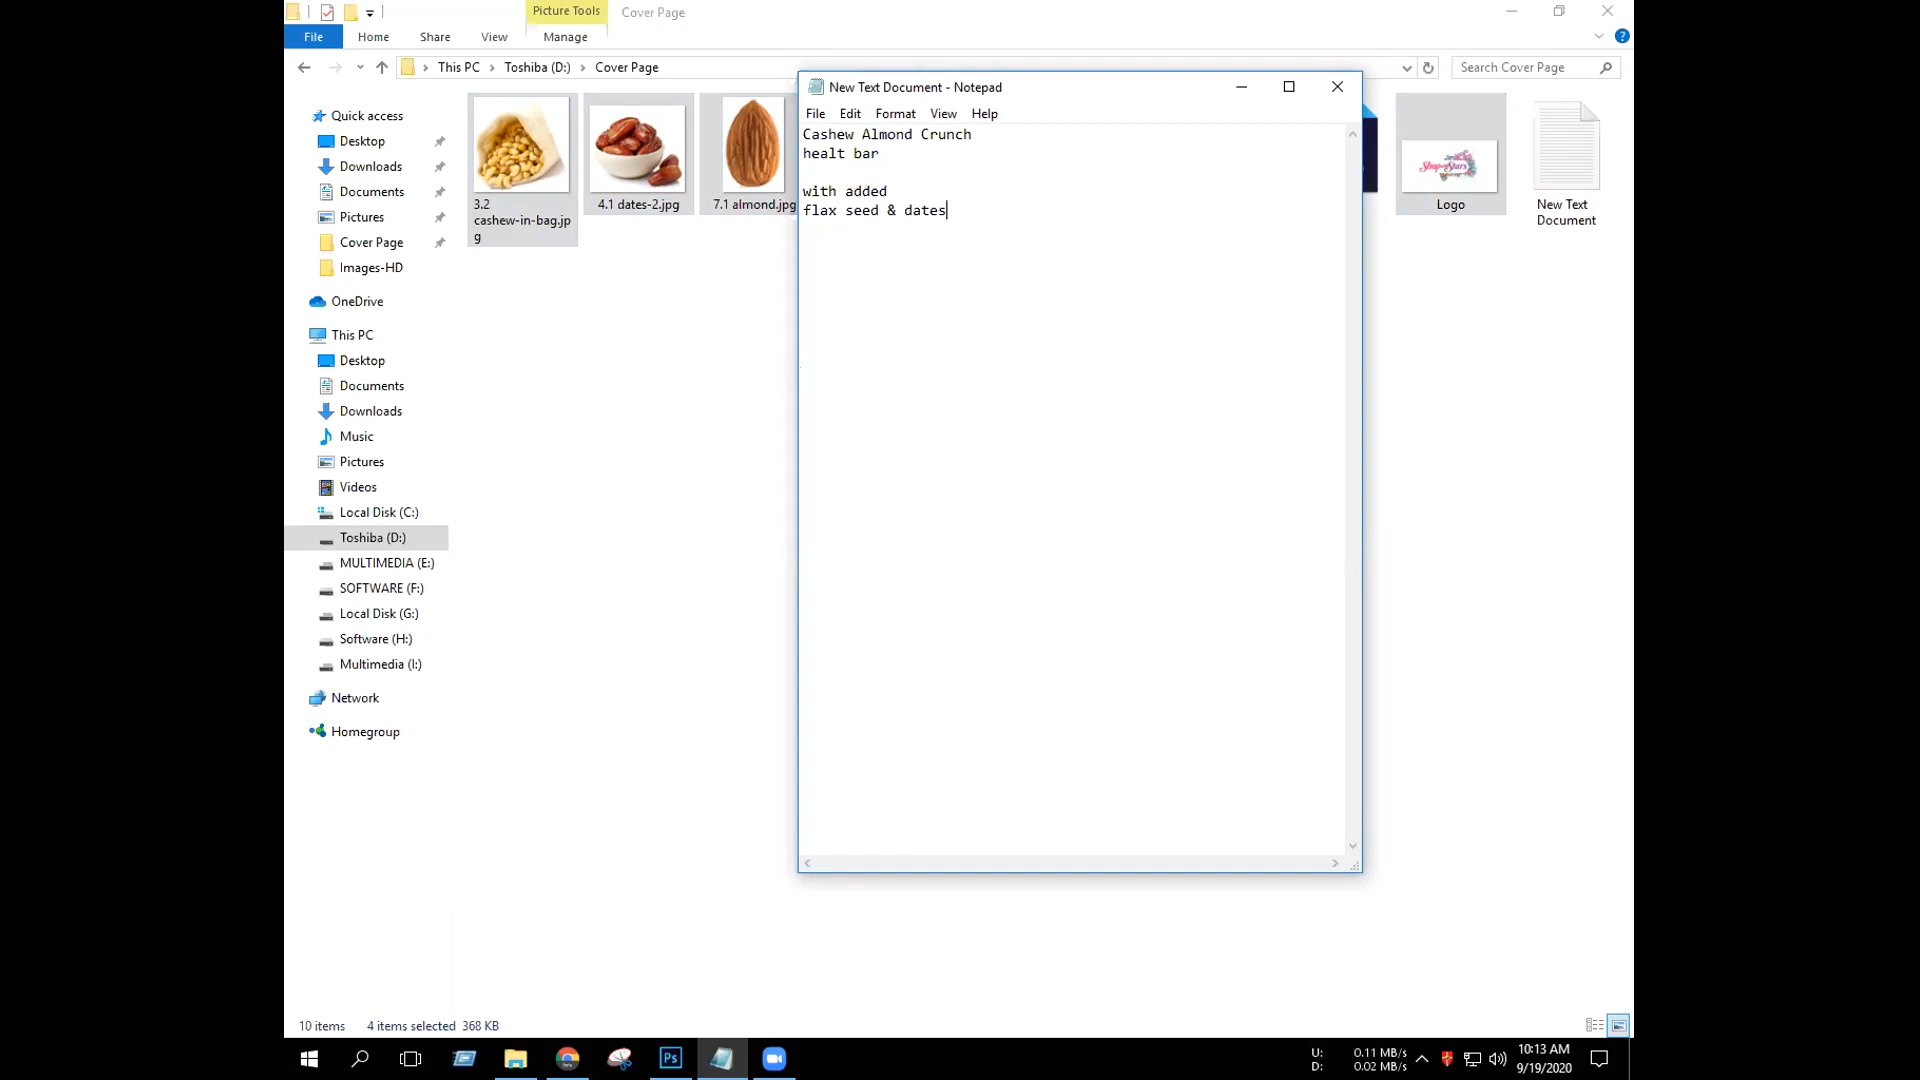 Picture Tools
Cover Page
File
Home
Share
View
Manage
This PC
Toshiba (D:)
Cover Page
Search Cover Page
Quick access
Desktop
Downloads
Documents
Pictures
Cover Page
Images-HD
OneDrive
This PC
Desktop
Documents
Downloads
Music
Pictures
Videos
Local Disk (C:)
Toshiba (D:)
MULTIMEDIA (E:)
SOFTWARE (F:)
Local Disk (G:)
Software (H:)
Multimedia (I:)
Network
Homegroup
3.2
cashew-in-bag.jp
g
4.1 dates-2.jpg
7.1 almond.jpg
New Text Document - Notepad
File Edit Format View Help
Cashew Almond Crunch
healt bar
with added
flax seed & dates
Shop Stars
Logo
New Text
Document
10 items
4 items selected 368 KB
Ps
U: 0.11 MB/s
D: 0.02 MB/s
10:13 AM
9/19/2020